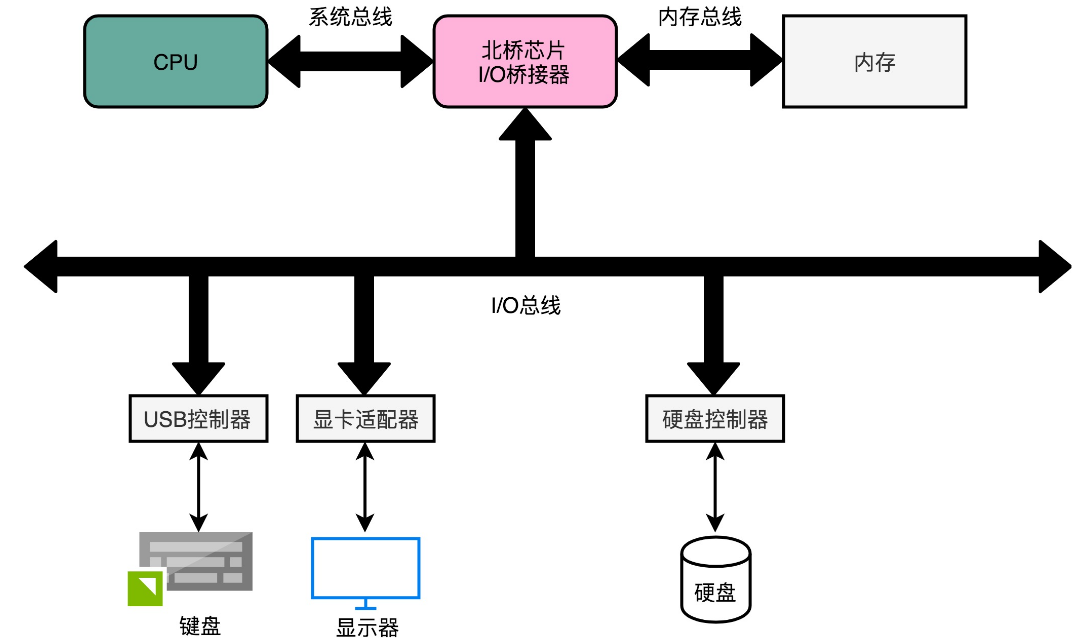 系统总线
内存总线
CPU
北桥芯片
I/O桥接器
内存
I/O总线
USB控制器
显卡适配器
硬盘控制器
硬盘
键盘
显示器